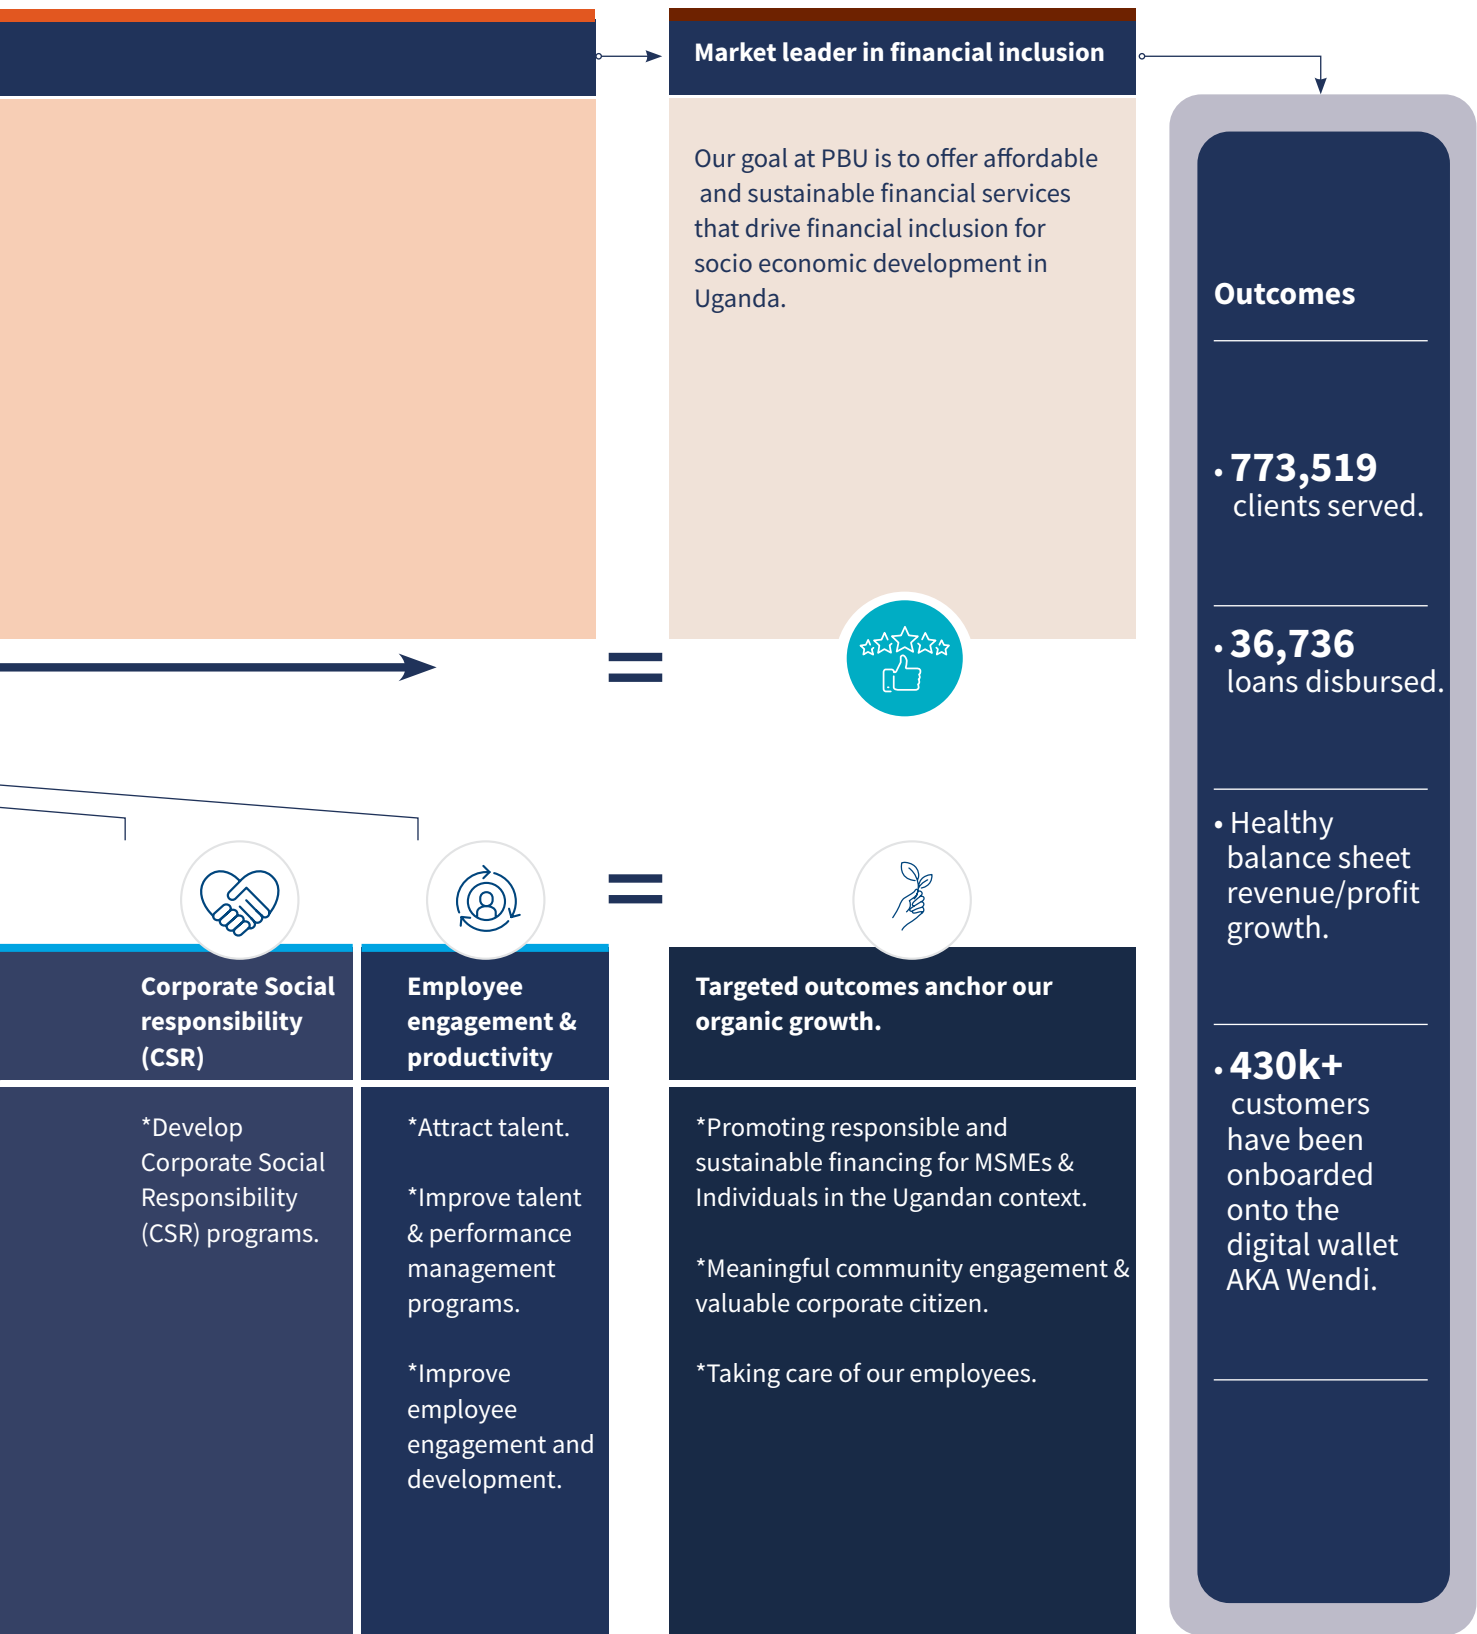 Market leader in financial inclusion
Our goal at PBU is to offer affordable
and sustainable financial services
that drive financial inclusion for
socio economic development in
Uganda.
Outcomes
• 773,519
clients served.
• 36,736
loans disbursed.
• Healthy
balance sheet
revenue/profit
growth.
• 430k+
customers
have been
onboarded
onto the
digital wallet
AKA Wendi.
Corporate Social
responsibility
(CSR)
*Develop
Corporate Social
Responsibility
(CSR) programs.
Employee
engagement &
productivity
*Attract talent.
*Improve talent
& performance
management
programs.
*Improve
employee
engagement and
development.
Targeted outcomes anchor our
organic growth.
*Promoting responsible and
sustainable financing for MSMEs &
Individuals in the Ugandan context.
*Meaningful community engagement &
valuable corporate citizen.
*Taking care of our employees.